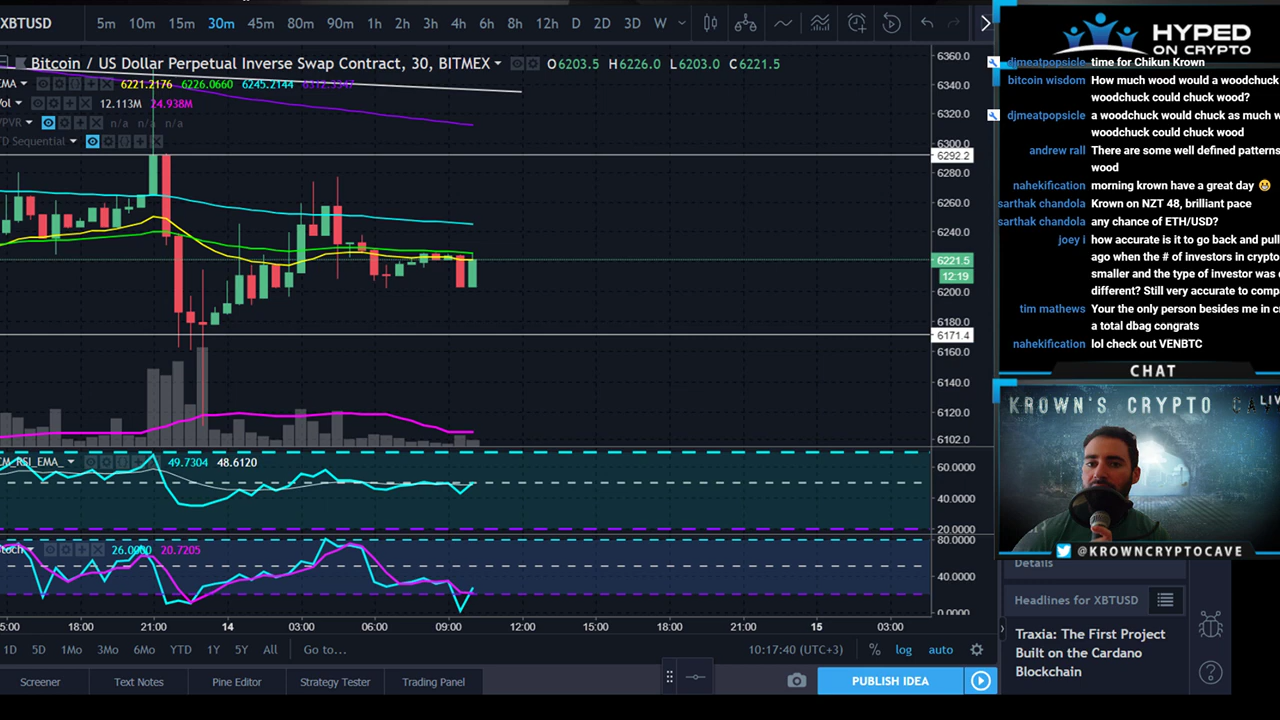 XBTUSD 5m 10m 15m 30m 45m 80m 90m 1h 2h 3h 4h 6h 8h 12h D 2D 3D W
Bitcoin / US Dollar Perpetual Inverse Swap Contract, 30, BITMEX O6203.5 H6226.0 L6203.0 C6221.5
EMA 6221.2176 6226.0660 6245.2144 6312.3347
Vol 12.113M 24.938M
VPVR n/a n/a n/a
TD Sequential
6360.0
6340.0
6320.0
6300.0
6292.2
6280.0
6260.0
6240.0
6221.5
12:19
6200.0
6180.0
6171.4
6160.0
6140.0
6120.0
6102.0
CM_RSI_EMA_ 49.7304 48.6120
60.0000
40.0000
20.0000
Stoch 26.0000 20.7205
80.0000
40.0000
0.0000
15:00 18:00 21:00 14 03:00 06:00 09:00 12:00 15:00 18:00 21:00 15 03:00
1D 5D 1Mo 3Mo 6Mo YTD 1Y 5Y All Go to... 10:17:40 (UTC+3) % log auto
Screener Text Notes Pine Editor Strategy Tester Trading Panel PUBLISH IDEA
HYPED
ON CRYPTO
djmeatpopsicle time for Chikun Krown
bitcoin wisdom How much wood would a woodchuck
woodchuck could chuck wood?
djmeatpopsicle a woodchuck would chuck as much w
woodchuck could chuck wood
andrew rall There are some well defined patterns
wood
nahekification morning krown have a great day
sarthak chandola Krown on NZT 48, brilliant pace
sarthak chandola any chance of ETH/USD?
joey i how accurate is it to go back and pull
ago when the # of investors in crypto
smaller and the type of investor was
different? Still very accurate to comp
tim mathews Your the only person besides me in cr
a total dbag congrats
nahekification lol check out VENBTC
CHAT
KROWN'S CRYPTO CAVE
LIV
@KROWNCRYPTOCAVE
Details
Headlines for XBTUSD
Traxia: The First Project
Built on the Cardano
Blockchain